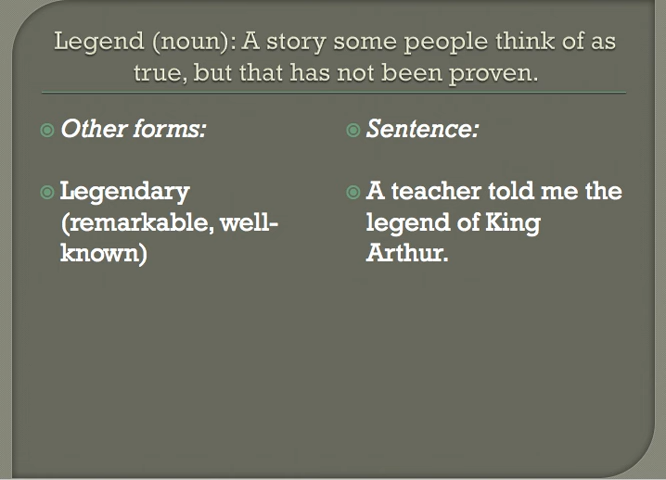 Legend (noun): A story some people think of as
true, but that has not been proven.
Other forms:
Legendary
(remarkable, well-
known)
Sentence:
A teacher told me the
legend of King
Arthur.